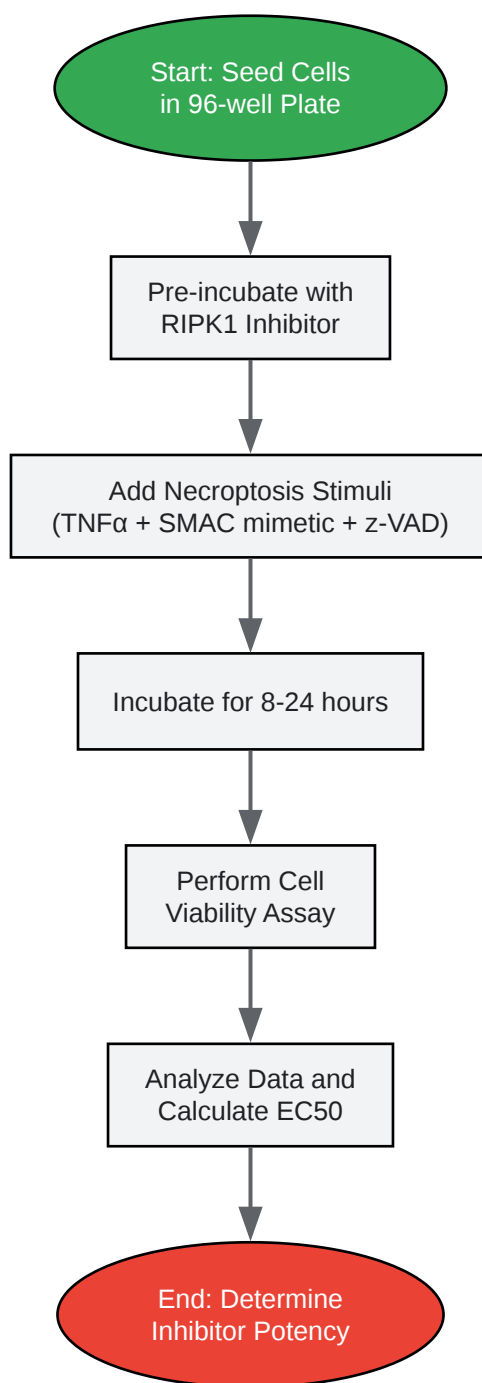 Start: Seed Cells
in 96-well Plate
Pre-incubate with
RIPK1 Inhibitor
Add Necroptosis Stimuli
(TNFα + SMAC mimetic + z-VAD)
Incubate for 8-24 hours
Perform Cell
Viability Assay
Analyze Data and
Calculate EC50
End: Determine
Inhibitor Potency